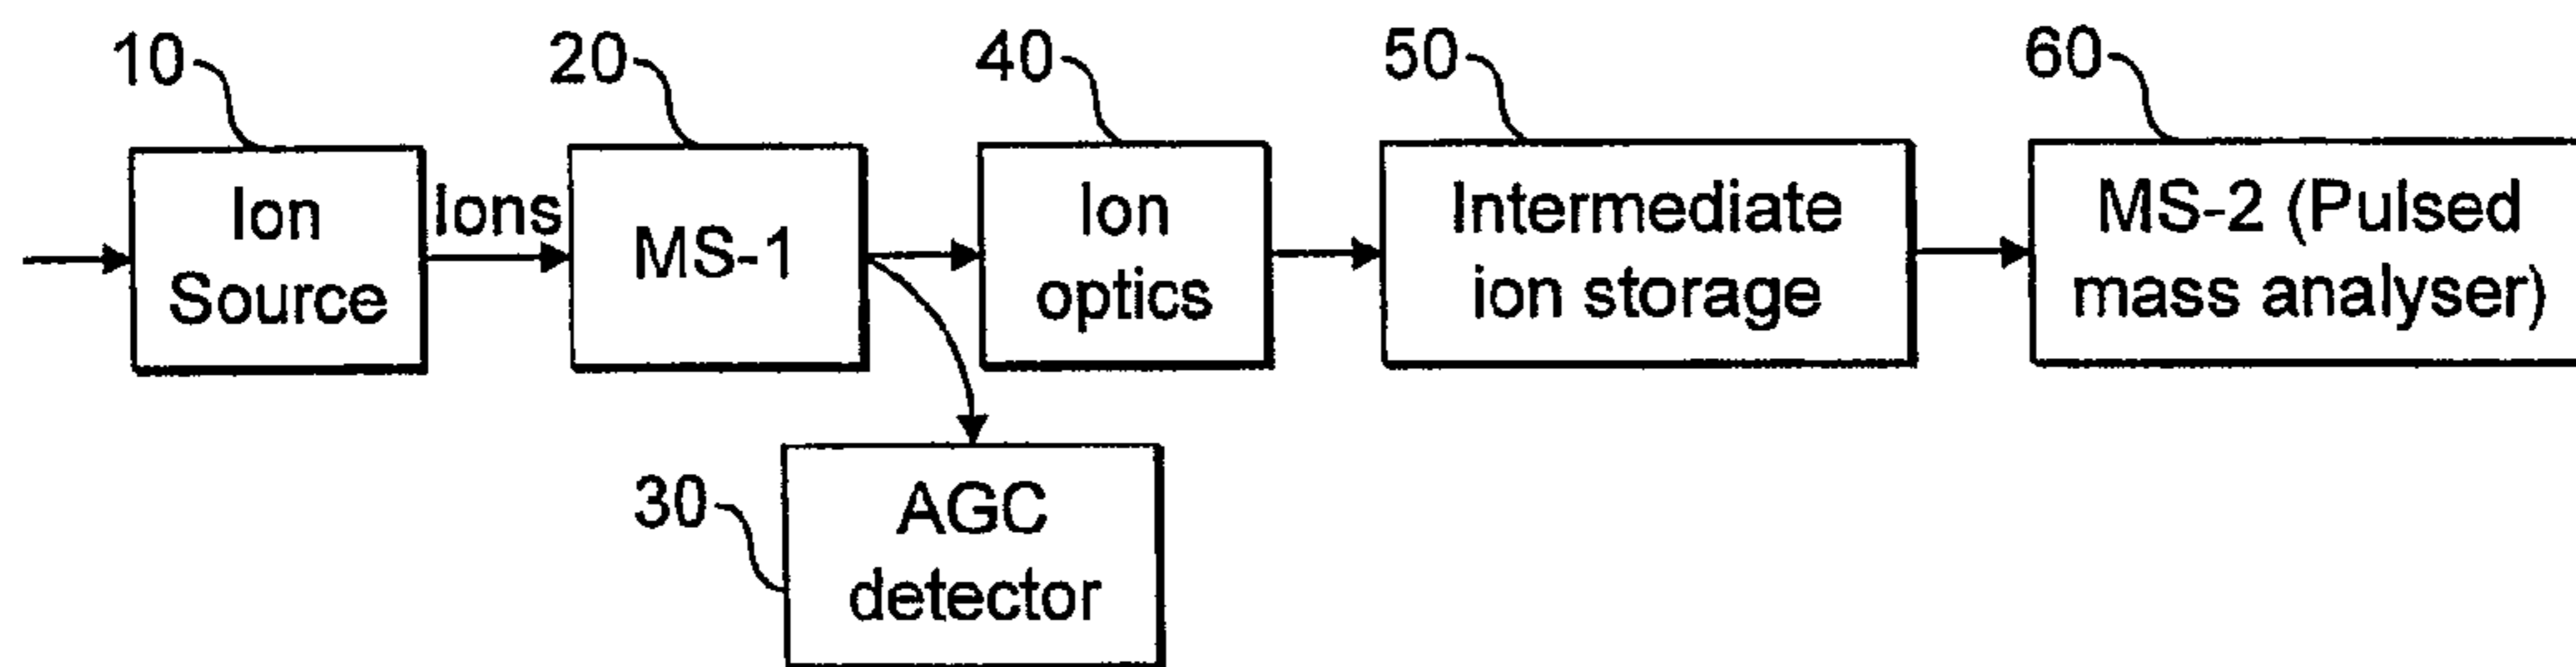 10
20
40
50
60
Ion
Source
Ions
MS-1
Ion
optics
Intermediate
ion storage
MS-2 (Pulsed
mass analyser)
30
AGC
detector